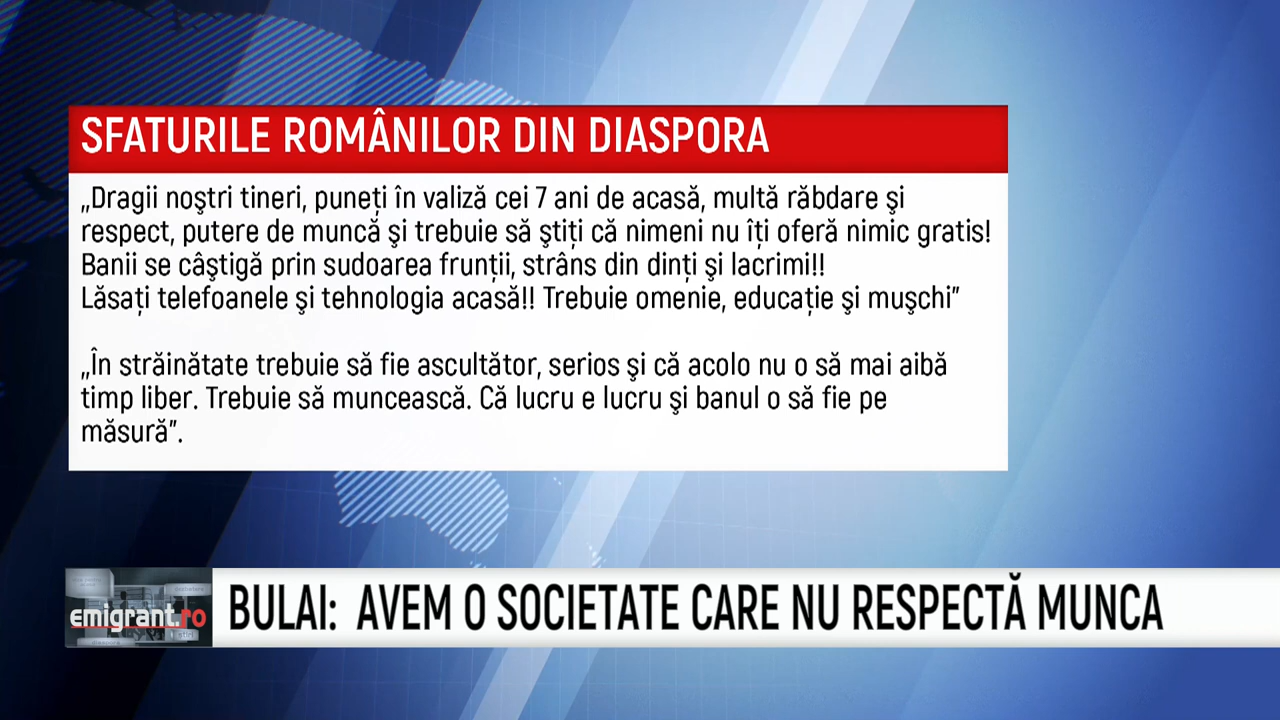 SFATURILE ROMÂNILOR DIN DIASPORA
„Dragii noştri tineri, puneți în valiză cei 7 ani de acasă, multă răbdare şi
respect, putere de muncă şi trebuie să ştiți că nimeni nu îți oferă nimic gratis!
Banii se câştigă prin sudoarea frunții, strâns din dinți şi lacrimi!!
Lăsați telefoanele şi tehnologia acasă!! Trebuie omenie, educație şi muşchi”
„În străinătate trebuie să fie ascultător, serios şi că acolo nu o să mai aibă
timp liber. Trebuie să muncească. Că lucru e lucru şi banul o să fie pe
măsură”.
emigrant.ro
BULAI: AVEM O SOCIETATE CARE NU RESPECTĂ MUNCA